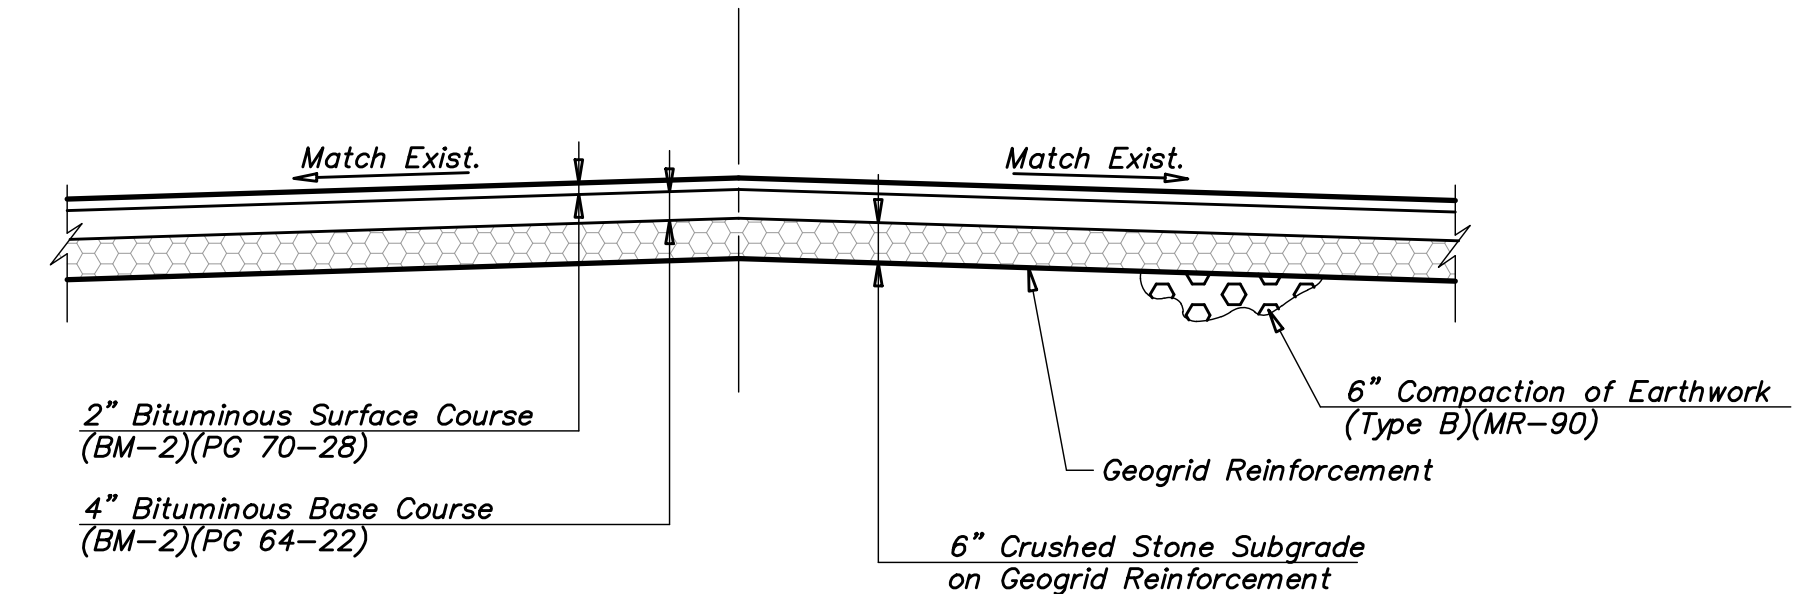 Match Exist.
Match Exist.
2" Bituminous Surface Course
(BM-2)(PG 70-28)
4" Bituminous Base Course
(BM-2)(PG 64-22)
6" Compaction of Earthwork
(Type B)(MR-90)
Geogrid Reinforcement
6" Crushed Stone Subgrade
on Geogrid Reinforcement